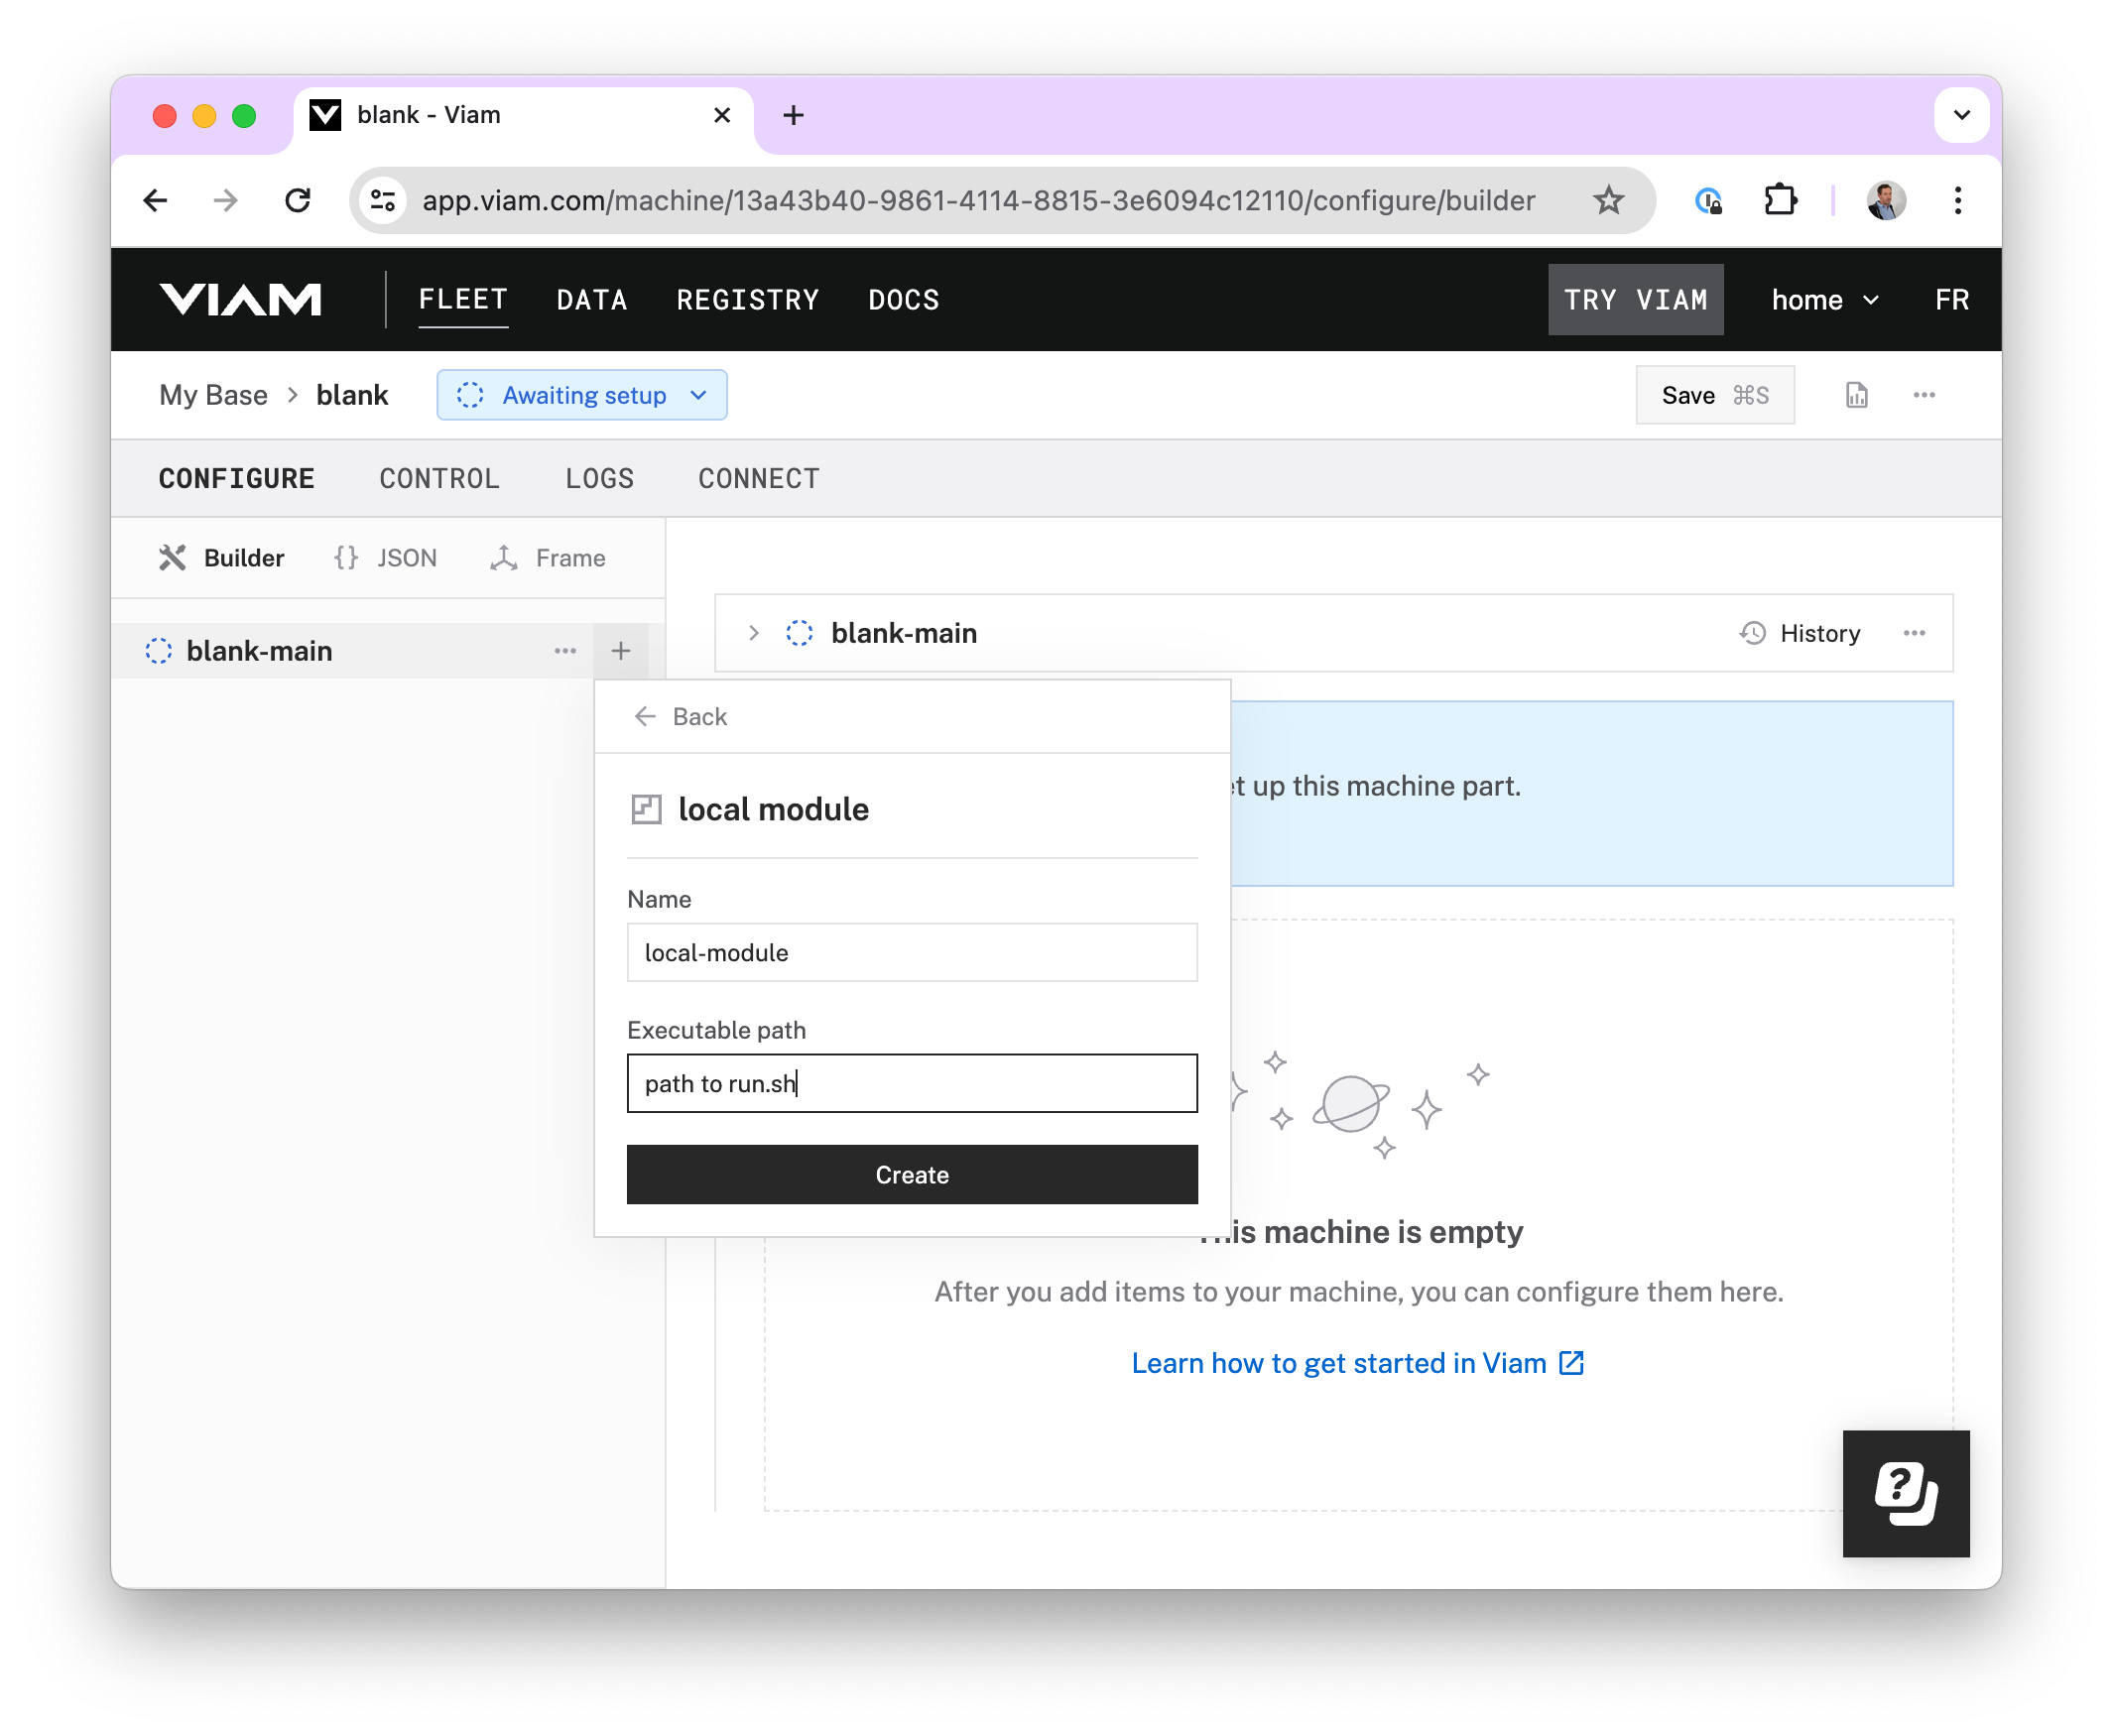 blank - Viam
app.viam.com/machine/13a43b40-9861-4114-8815-3e6094c12110/configure/builder
VIAM FLEET DATA REGISTRY DOCS TRY VIAM home FR
My Base > blank Awaiting setup Save ⌘S
CONFIGURE CONTROL LOGS CONNECT
Builder {} JSON Frame
blank-main
History
blank-main
Back
up this machine part.
local module
Name
local-module
Executable path
path to run.sh
Create
machine is empty
After you add items to your machine, you can configure them here.
Learn how to get started in Viam
?